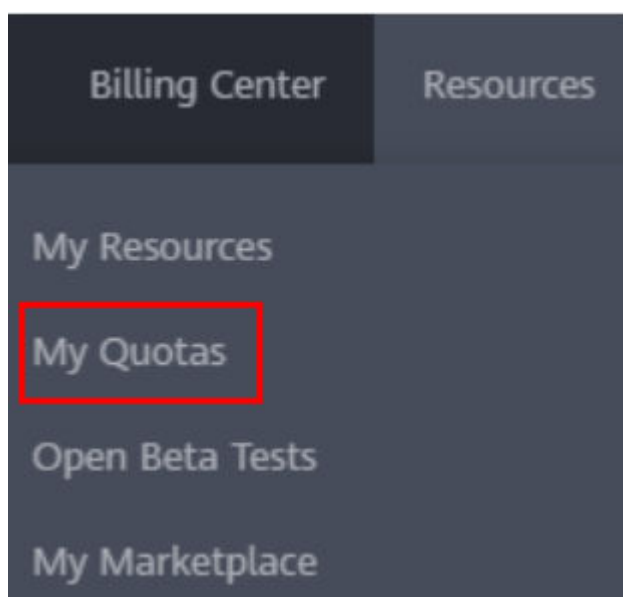 Billing Center Resources
My Resources
My Quotas
Open Beta Tests
My Marketplace